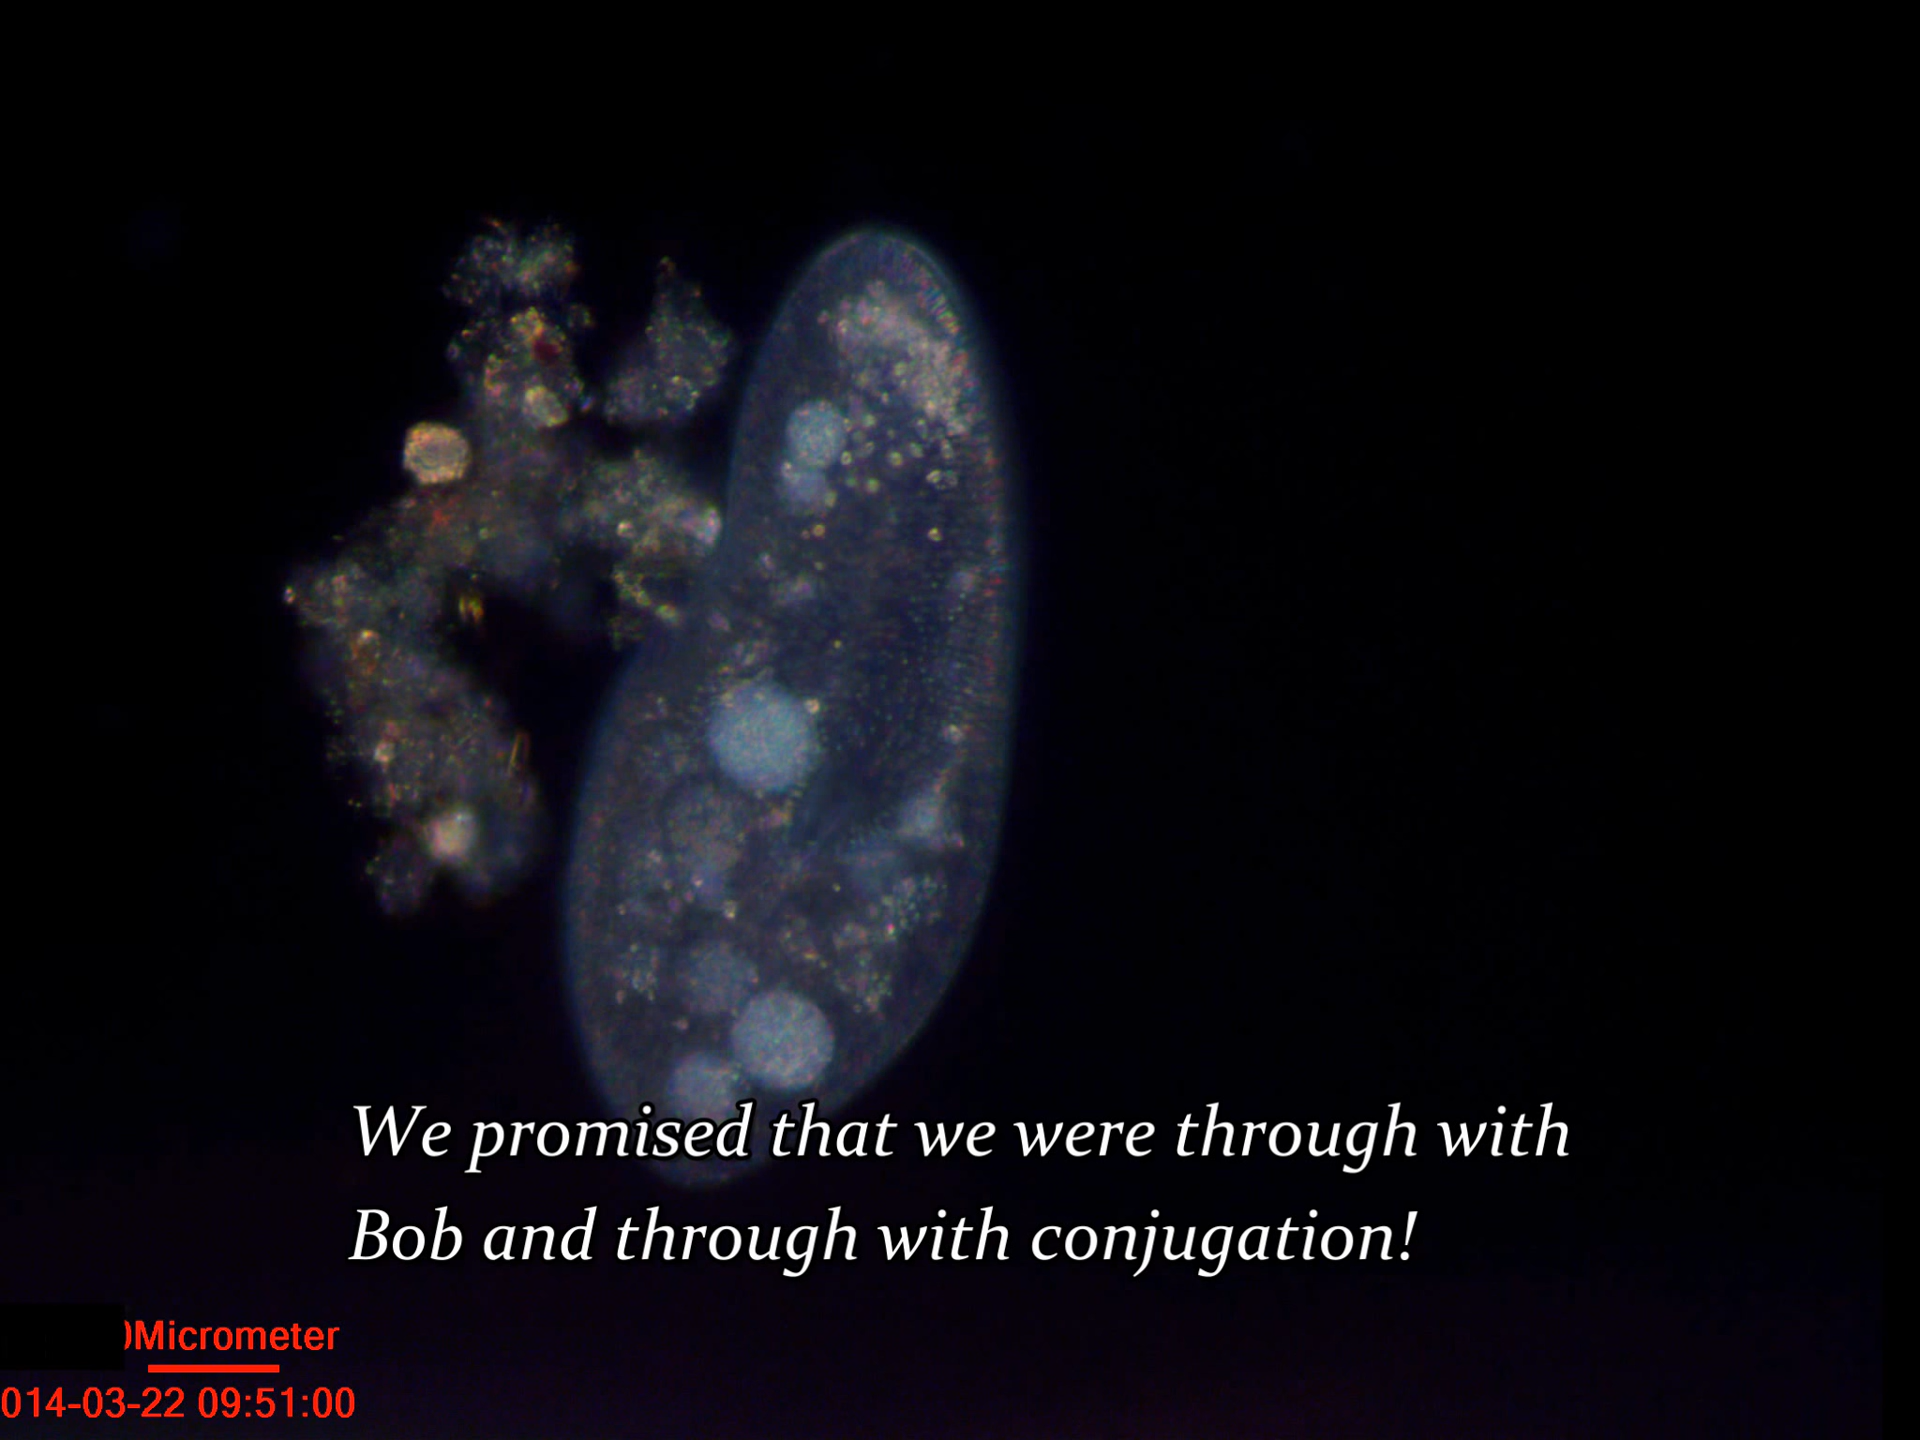 We promised that we were through with
Bob and through with conjugation!
Micrometer
014-03-22 09:51:00